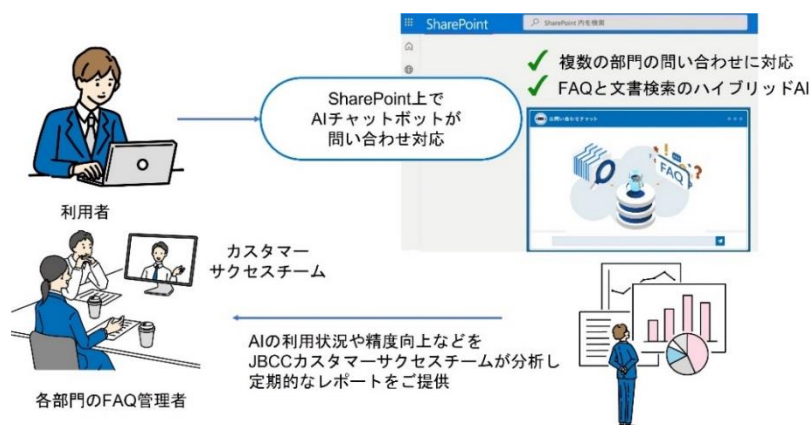 SharePoint
SharePoint 内を検索
複数の部門の問い合わせに対応
FAQと文書検索のハイブリッドAI
SharePoint上で
AIチャットボットが
問い合わせ対応
お問い合わせチャット
FAQ
利用者
カスタマー
サクセスチーム
AIの利用状況や精度向上などを
JBCCカスタマーサクセスチームが分析し
定期的なレポートをご提供
各部門のFAQ管理者